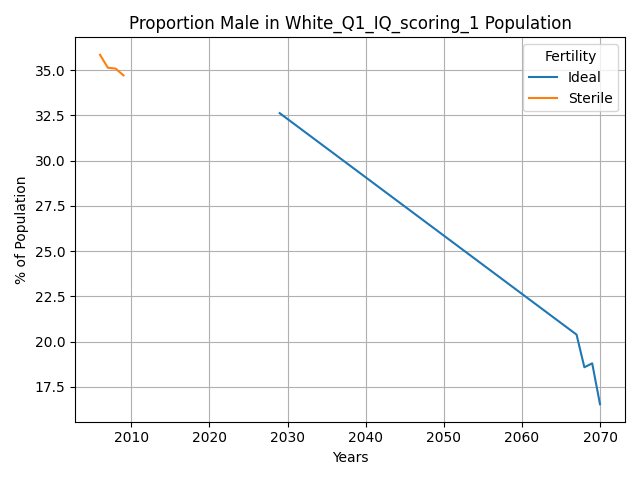 Proportion Male in White_Q1_IQ_scoring_1 Population
Fertility
Ideal
Sterile
% of Population
35.0
32.5
30.0
27.5
25.0
22.5
20.0
17.5
2010 2020 2030 2040 2050 2060 2070
Years